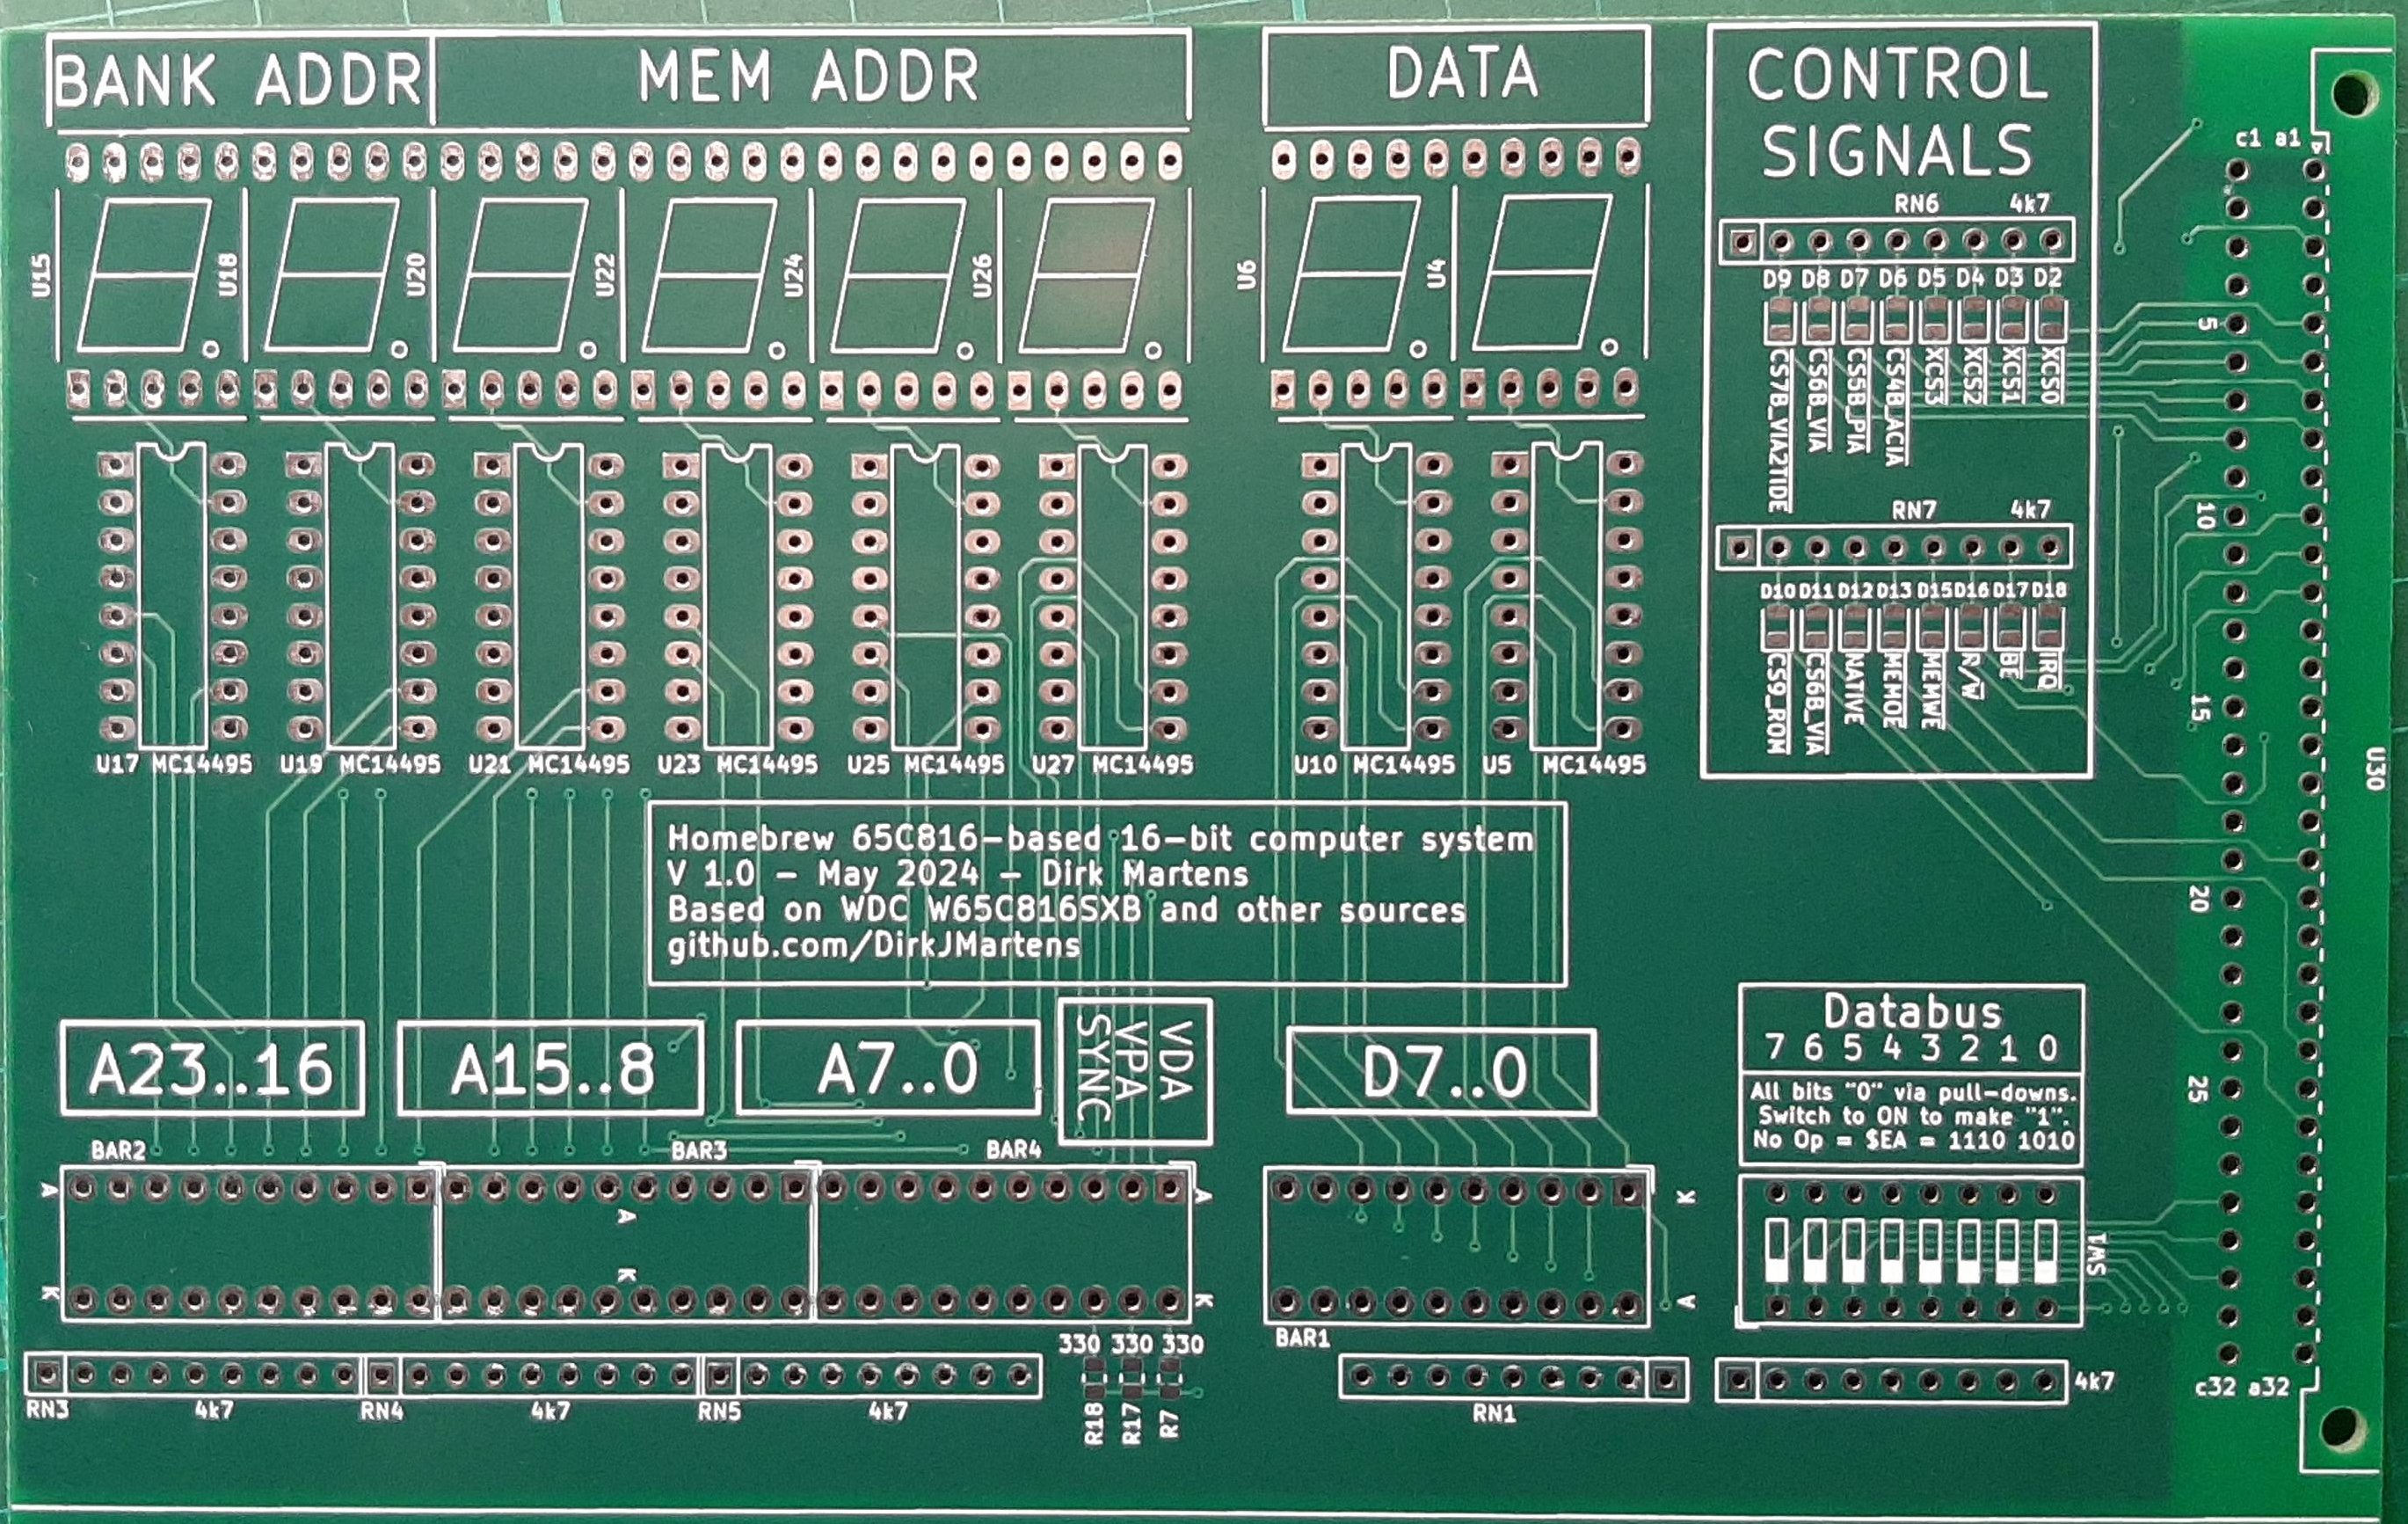 BANK ADDR MEM ADDR DATA CONTROL
SIGNALS
c1 a1
RN6 4k7
U15 U18 U20 U22 U24 U26 U6 U4
D9 D8 D7 D6 D5 D4 D3 D2
5
CS7B_VIA2IDE CS6B_VIA CS5B_PIA CS4B_ACIA XCS3 XCS2 XCS1 XCS0
RN7 4k7
10
D10 D11 D12 D13 D15 D16 D17 D18
CS9_ROM CS6B_VIA NATIVE MEMOE MEMWE R/W BE IRQ
15
U17 MC14495 U19 MC14495 U21 MC14495 U23 MC14495 U25 MC14495 U27 MC14495 U10 MC14495 U5 MC14495
U30
Homebrew 65C816-based 16-bit computer system
V 1.0 - May 2024 - Dirk Martens
Based on WDC W65C816SXB and other sources
github.com/DirkJMartens
20
VDA
VPA
SYNC
A23..16 A15..8 A7..0 D7..0
Databus
7 6 5 4 3 2 1 0
All bits "0" via pull-downs.
Switch to ON to make "1".
No Op = $EA = 1110 1010
25
BAR2 BAR3 BAR4
A A A K
K K K A
SW1
330 330 330 BAR1
RN3 4k7 RN4 4k7 RN5 4k7 R18 R17 R7 RN1 4k7
c32 a32